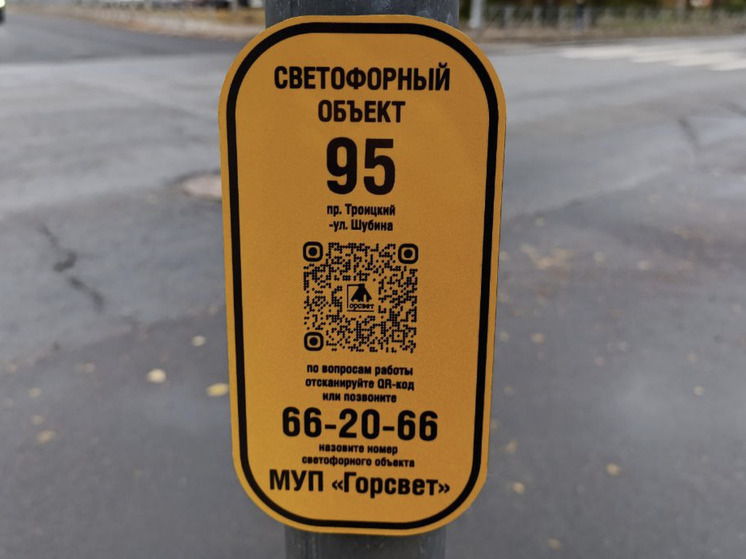 СВЕТОФОРНЫЙ
ОБЪЕКТ
95
пр. Троицкий
-ул. Шубина
ГОРСВЕТ
по вопросам работы
отсканируйте QR-код
или позвоните
66-20-66
назовите номер
светофорного объекта
МУП «Горсвет»